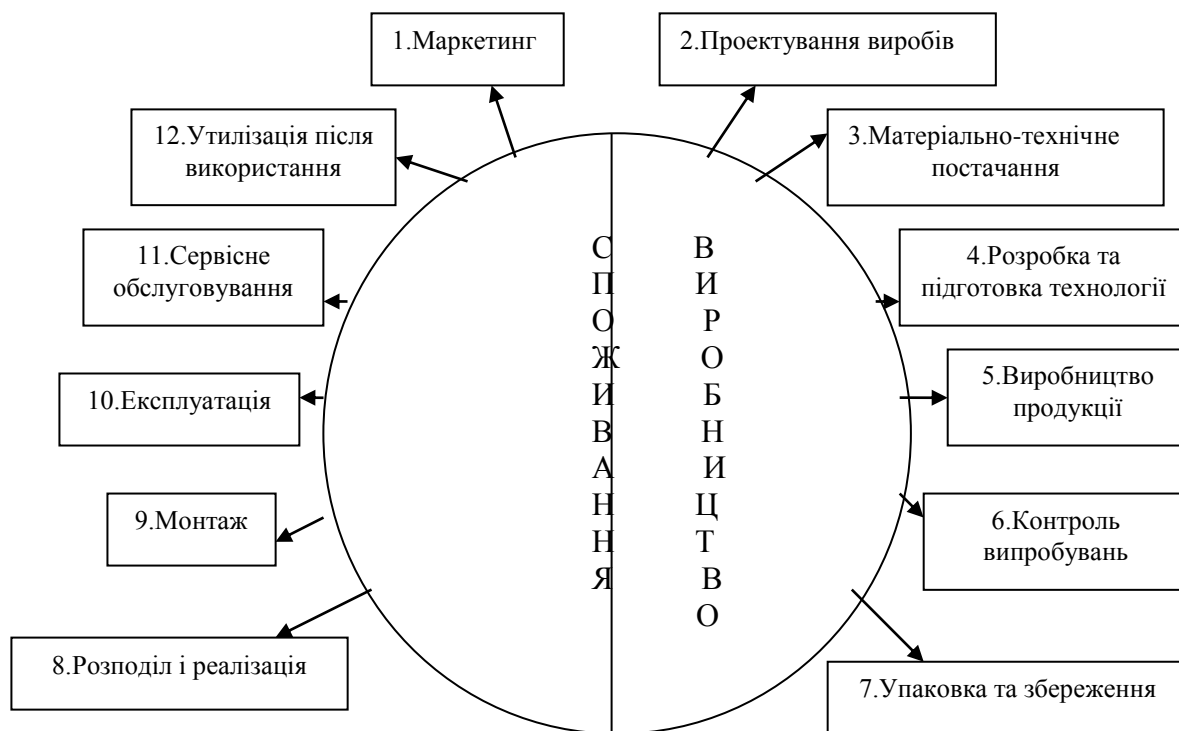 1.Маркетинг
2.Проектування виробів
3.Матеріально-технічне
постачання
4.Розробка та
підготовка технології
5.Виробництво
продукції
6.Контроль
випробувань
7.Упаковка та збереження
8.Розподіл і реалізація
9.Монтаж
10.Експлуатація
11.Сервісне
обслуговування
12.Утилізація після
використання
СПОЖИВАННЯ
ВИРОБНИЦТВО